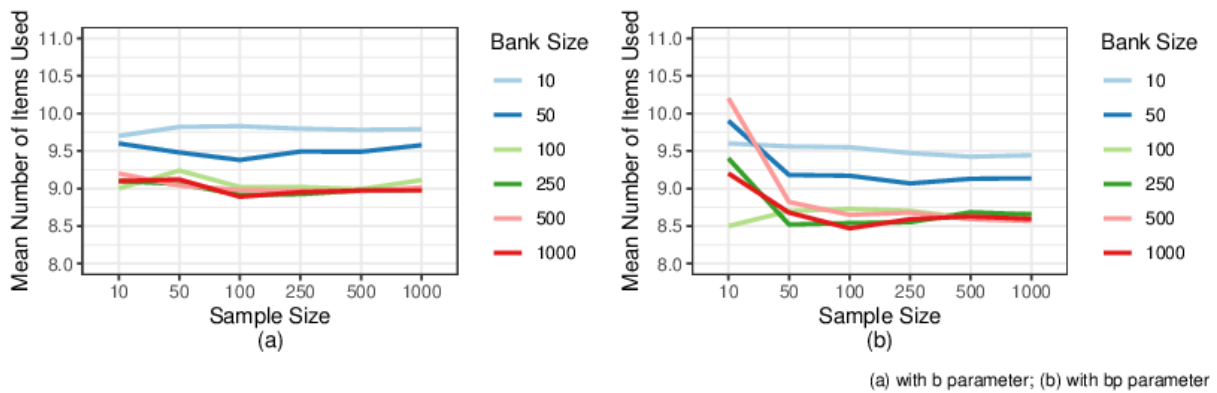 Mean Number of Items Used
11.0
10.5
10.0
9.5
9.0
8.5
8.0
10 50 100 250 500 1000
Sample Size
(a)
Bank Size
10
50
100
250
500
1000
Mean Number of Items Used
11.0
10.5
10.0
9.5
9.0
8.5
8.0
10 50 100 250 500 1000
Sample Size
(b)
Bank Size
10
50
100
250
500
1000
(a) with b parameter; (b) with bp parameter